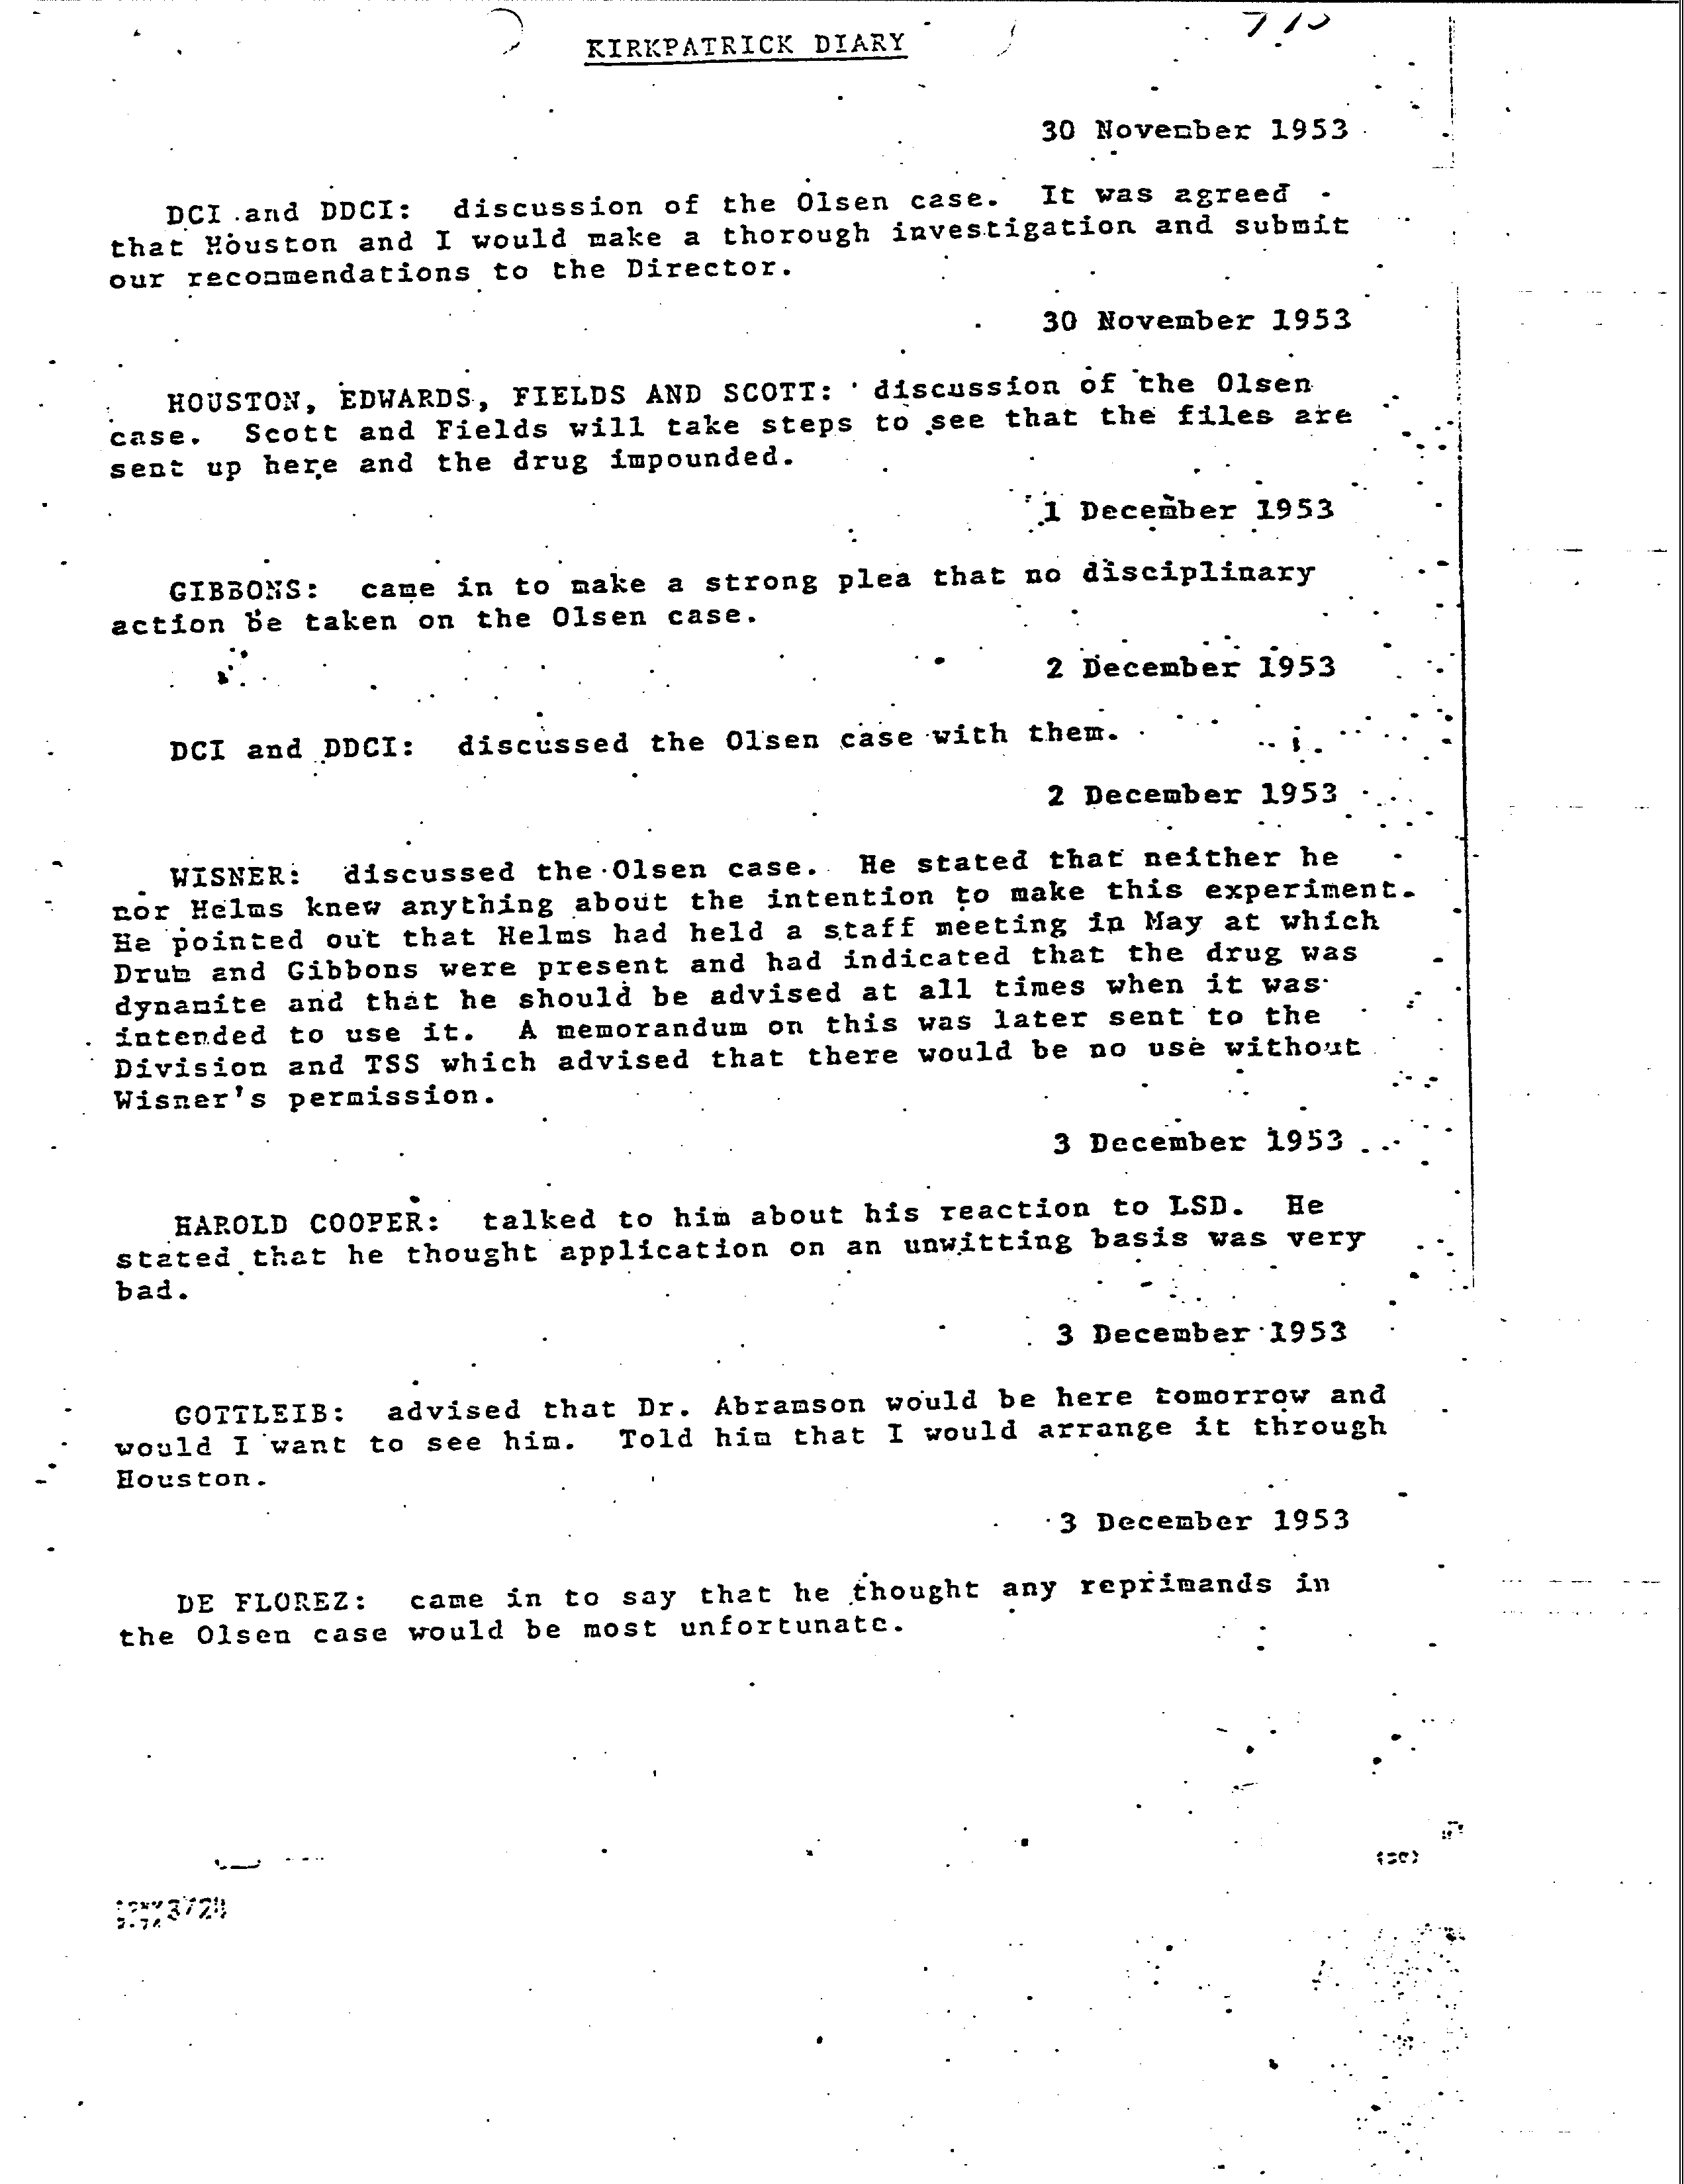 710
KIRKPATRICK DIARY
30 November 1953
DCI and DDCI: discussion of the Olsen case. It was agreed
that Houston and I would make a thorough investigation and submit
our recommendations to the Director.
30 November 1953
HOUSTON, EDWARDS, FIELDS AND SCOTT: discussion of the Olsen
case. Scott and Fields will take steps to see that the files are
sent up here and the drug impounded.
1 December 1953
GIBBONS: came in to make a strong plea that no disciplinary
action be taken on the Olsen case.
2 December 1953
DCI and DDCI: discussed the Olsen case with them.
2 December 1953
WISNER: discussed the Olsen case. He stated that neither he
nor Helms knew anything about the intention to make this experiment.
He pointed out that Helms had held a staff meeting in May at which
Drum and Gibbons were present and had indicated that the drug was
dynamite and that he should be advised at all times when it was
intended to use it. A memorandum on this was later sent to the
Division and TSS which advised that there would be no use without
Wisner's permission.
3 December 1953
HAROLD COOPER: talked to him about his reaction to LSD. He
stated that he thought application on an unwitting basis was very
bad.
3 December 1953
GOTTLEIB: advised that Dr. Abramson would be here tomorrow and
would I want to see him. Told him that I would arrange it through
Houston.
3 December 1953
DE FLOREZ: came in to say that he thought any reprimands in
the Olsen case would be most unfortunate.